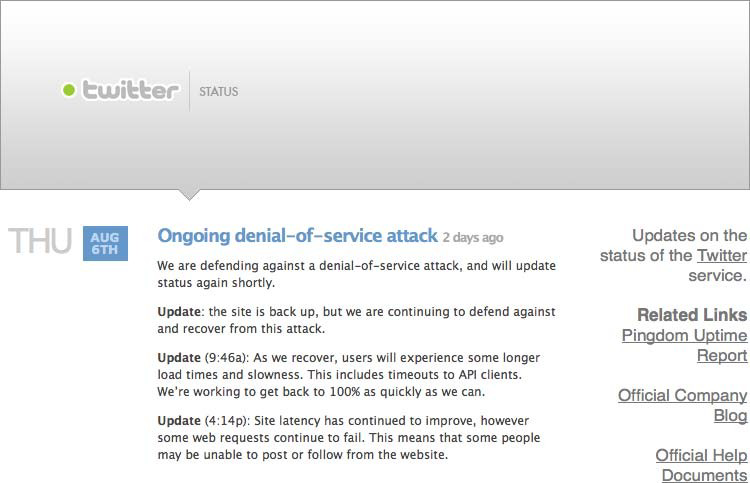 twitter STATUS
THU AUG 6TH
Ongoing denial-of-service attack 2 days ago
We are defending against a denial-of-service attack, and will update
status again shortly.
Update: the site is back up, but we are continuing to defend against
and recover from this attack.
Update (9:46a): As we recover, users will experience some longer
load times and slowness. This includes timeouts to API clients.
We're working to get back to 100% as quickly as we can.
Update (4:14p): Site latency has continued to improve, however
some web requests continue to fail. This means that some people
may be unable to post or follow from the website.
Updates on the
status of the Twitter
service.
Related Links
Pingdom Uptime
Report
Official Company
Blog
Official Help
Documents